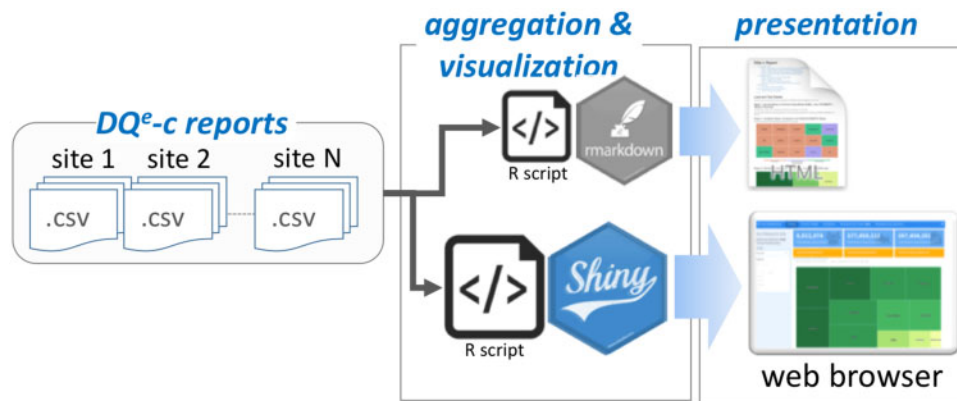 aggregation &
visualization
presentation
DQᵉ-c reports
site 1 site 2 site N
.csv .csv .csv
</>
rmarkdown
R script
HTML
</>
Shiny
R script
web browser